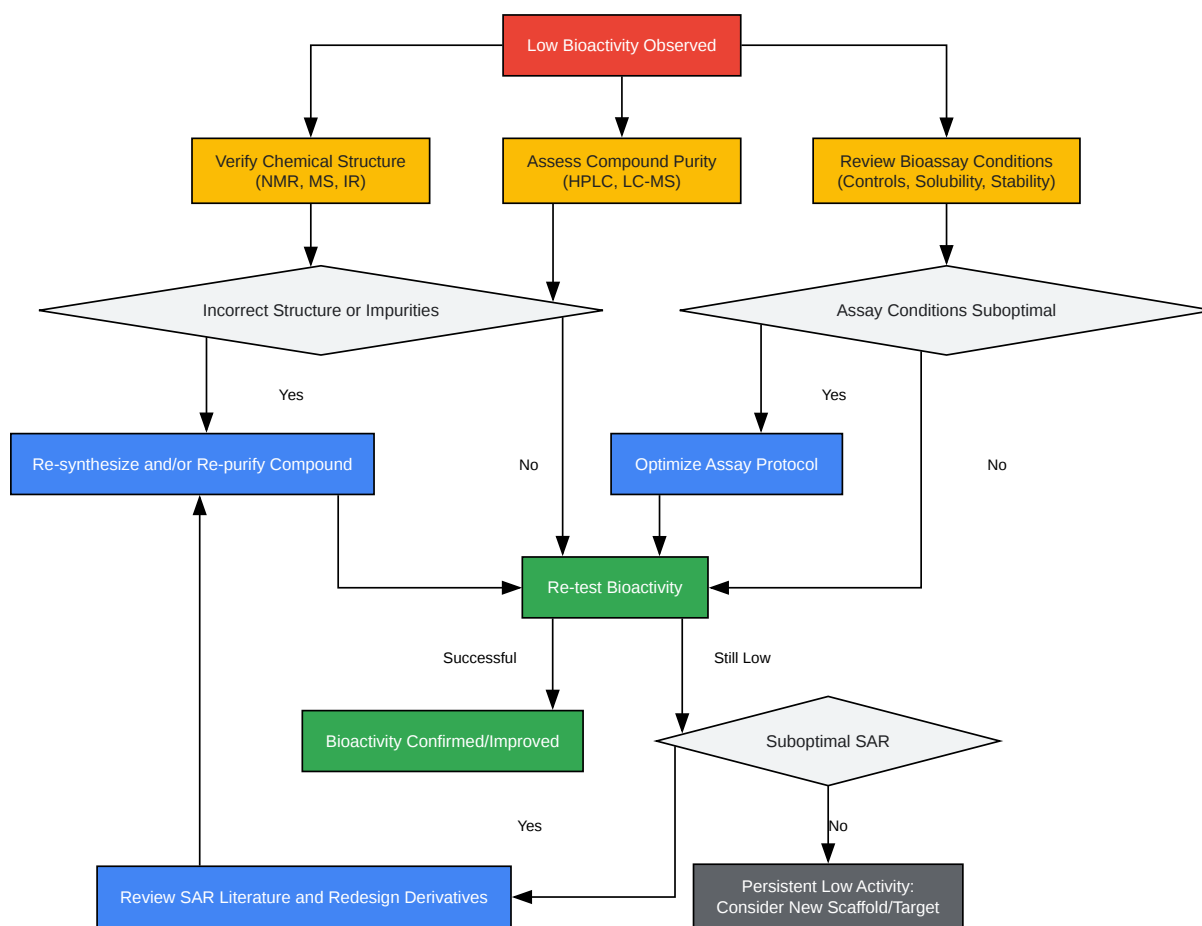 Low Bioactivity Observed
Verify Chemical Structure
(NMR, MS, IR)
Assess Compound Purity
(HPLC, LC-MS)
Review Bioassay Conditions
(Controls, Solubility, Stability)
Incorrect Structure or Impurities
Assay Conditions Suboptimal
Yes
Yes
Re-synthesize and/or Re-purify Compound
No
Optimize Assay Protocol
No
Re-test Bioactivity
Successful
Still Low
Bioactivity Confirmed/Improved
Suboptimal SAR
Yes
No
Review SAR Literature and Redesign Derivatives
Persistent Low Activity:
Consider New Scaffold/Target